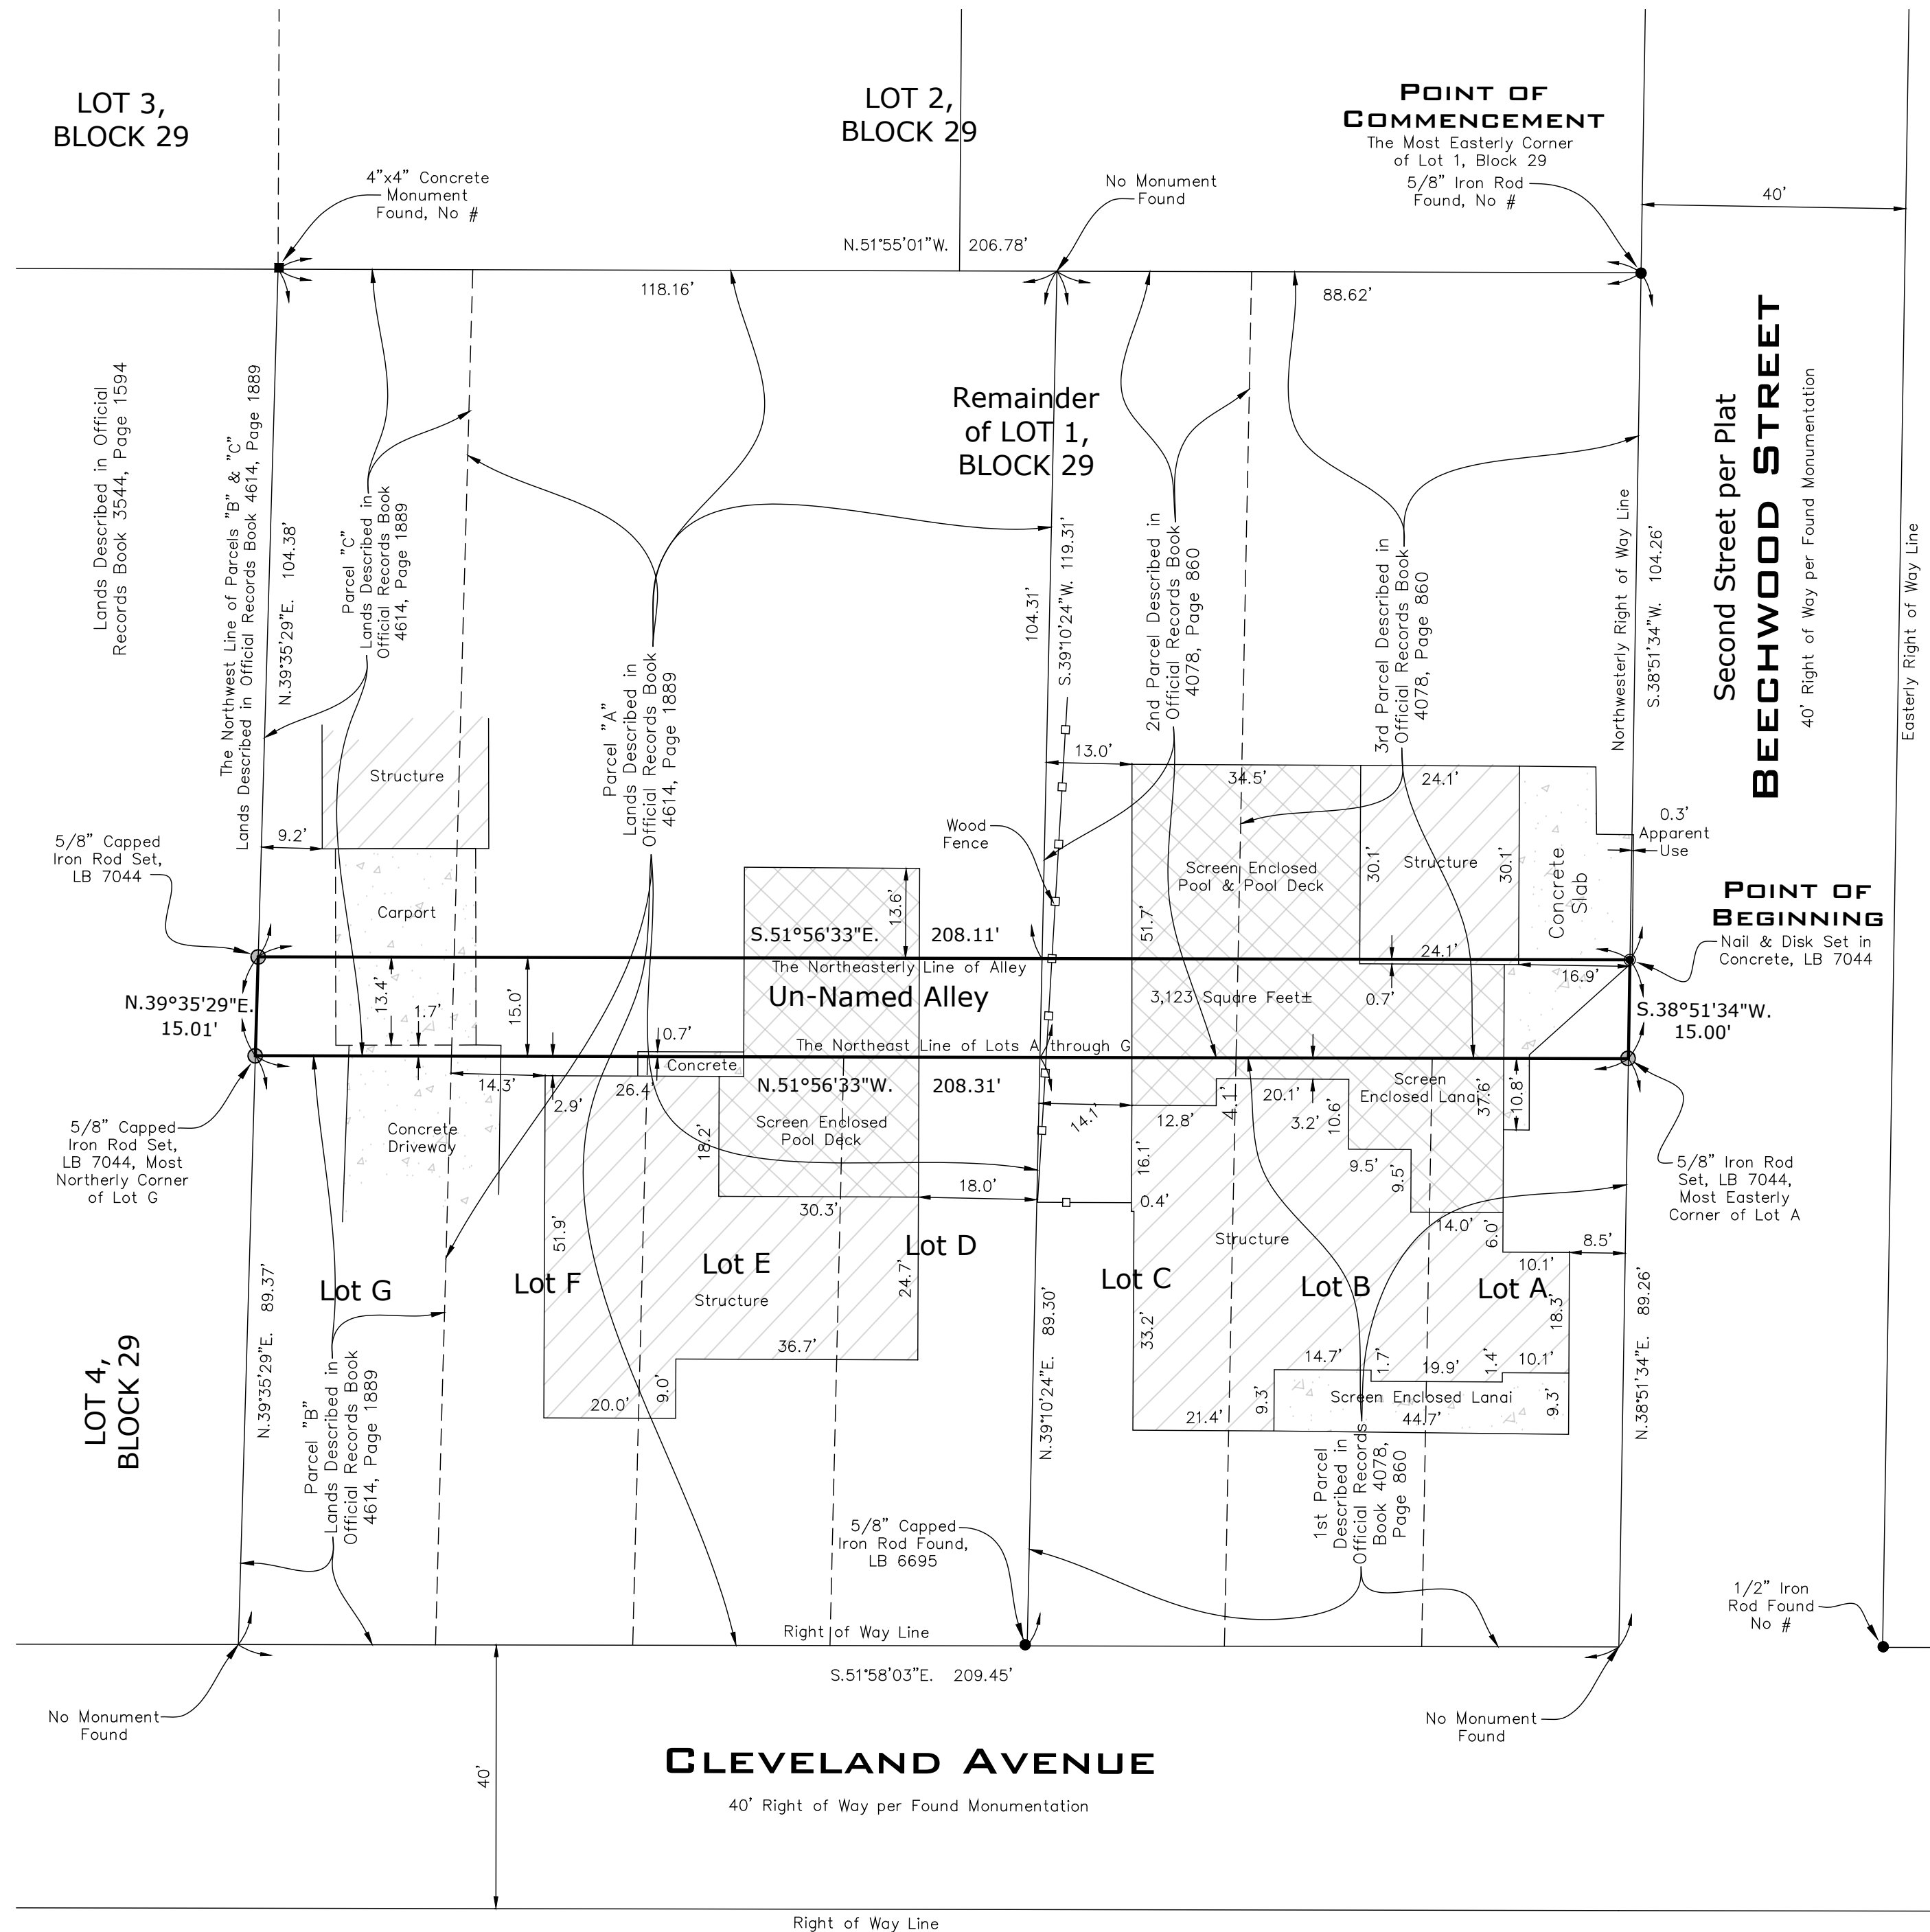 LOT 3,
BLOCK 29
LOT 2,
BLOCK 29
POINT OF
COMMENCEMENT
The Most Easterly Corner
of Lot 1, Block 29
5/8" Iron Rod
Found, No #
4"x4" Concrete
Monument
Found, No #
No Monument
Found
40'
N.51°55'01"W. 206.78'
118.16'
88.62'
Lands Described in Official
Records Book 3544, Page 1594
The Northwest Line of Parcels "B" & "C"
Lands Described in Official Records Book 4614, Page 1889
N.39°35'29"E. 104.38'
Parcel "C"
Lands Described in
Official Records Book
4614, Page 1889
Parcel "A"
Lands Described in
Official Records Book
4614, Page 1889
Remainder
of LOT 1,
BLOCK 29
104.31'
S.39°10'24"W. 119.31'
2nd Parcel Described in
Official Records Book
4078, Page 860
3rd Parcel Described in
Official Records Book
4078, Page 860
Northwesterly Right of Way Line
S.38°51'34"W. 104.26'
Second Street per Plat
BEECHWOOD STREET
40' Right of Way per Found Monumentation
Easterly Right of Way Line
Structure
9.2'
5/8" Capped
Iron Rod Set,
LB 7044
Carport
Wood
Fence
13.0'
34.5'
24.1'
Screen Enclosed
Pool & Pool Deck
30.1'
Structure
30.1'
Concrete
Slab
0.3'
Apparent
Use
51.7'
13.6'
POINT OF
BEGINNING
Nail & Disk Set in
Concrete, LB 7044
S.51°56'33"E. 208.11'
The Northeasterly Line of Alley
24.1'
16.9'
N.39°35'29"E.
15.01'
13.4'
1.7'
15.0'
Un-Named Alley
3,123 Square Feet±
0.7'
S.38°51'34"W.
15.00'
0.7'
The Northeast Line of Lots A through G
Concrete
14.3'
2.9'
26.4'
N.51°56'33"W. 208.31'
Screen Enclosed
Pool Deck
18.2'
14.1'
12.8'
4.1'
20.1'
3.2'
10.6'
Screen
Enclosed Lanai
37.6'
10.8'
5/8" Capped
Iron Rod Set,
LB 7044, Most
Northerly Corner
of Lot G
Concrete
Driveway
5/8" Iron Rod
Set, LB 7044,
Most Easterly
Corner of Lot A
9.5'
9.5'
16.1'
18.0'
0.4'
30.3'
14.0'
6.0'
51.9'
Structure
8.5'
10.1'
Lot G
Lot F
Lot E
Lot D
Lot C
Lot B
Lot A
24.7'
Structure
18.3'
33.2'
LOT 4,
BLOCK 29
N.39°35'29"E. 89.37'
Parcel "B"
Lands Described in
Official Records Book
4614, Page 1889
36.7'
9.0'
20.0'
N.39°10'24"E. 89.30'
14.7'
1.7'
19.9'
1.4'
10.1'
Screen Enclosed Lanai
9.3'
9.3'
21.4'
44.7'
N.38°51'34"E. 89.26'
1st Parcel
Described in
Official Records
Book 4078,
Page 860
5/8" Capped
Iron Rod Found,
LB 6695
1/2" Iron
Rod Found
No #
Right of Way Line
S.51°58'03"E. 209.45'
No Monument
Found
No Monument
Found
CLEVELAND AVENUE
40' Right of Way per Found Monumentation
40'
Right of Way Line